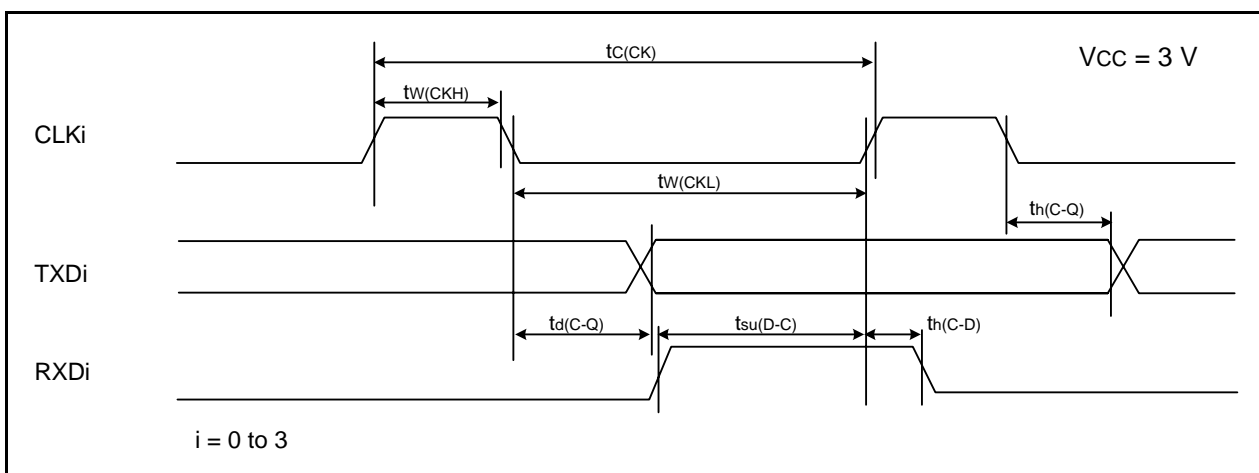 tC(CK)
VCC = 3 V
tW(CKH)
CLKi
tW(CKL)
th(C-Q)
TXDi
td(C-Q)
tsu(D-C)
th(C-D)
RXDi
i = 0 to 3